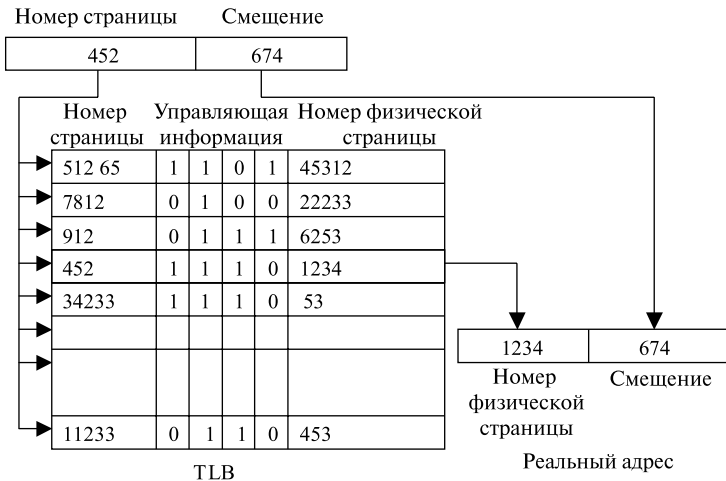 Номер страницы Смещение
452 674
Номер страницы Управляющая информация Номер физической страницы
512 65 1 1 0 1 45312
7812 0 1 0 0 22233
912 0 1 1 1 6253
452 1 1 1 0 1234
34233 1 1 1 0 53
1234 674
Номер физической страницы Смещение
11233 0 1 1 0 453
Реальный адрес
TLB